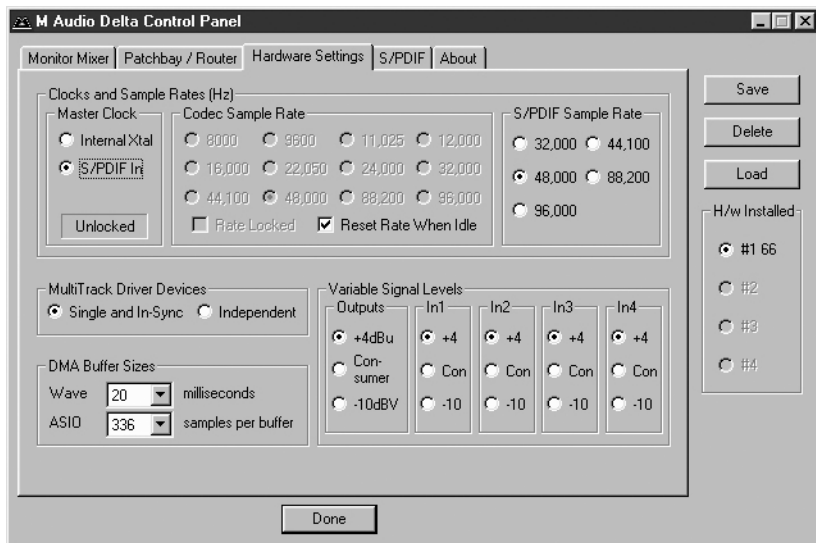 M Audio Delta Control Panel
Monitor Mixer Patchbay / Router Hardware Settings S/PDIF About
Clocks and Sample Rates (Hz)
Master Clock
Internal Xtal
S/PDIF In
Unlocked
Codec Sample Rate
8000 9600 11,025 12,000
16,000 22,050 24,000 32,000
44,100 48,000 88,200 96,000
Rate Locked Reset Rate When Idle
S/PDIF Sample Rate
32,000 44,100
48,000 88,200
96,000
MultiTrack Driver Devices
Single and In-Sync Independent
DMA Buffer Sizes
Wave 20 milliseconds
ASIO 336 samples per buffer
Variable Signal Levels
Outputs
+4dBu
Con-
sumer
-10dBV
In1
+4
Con
-10
In2
+4
Con
-10
In3
+4
Con
-10
In4
+4
Con
-10
Save
Delete
Load
H/w Installed
#1 66
#2
#3
#4
Done